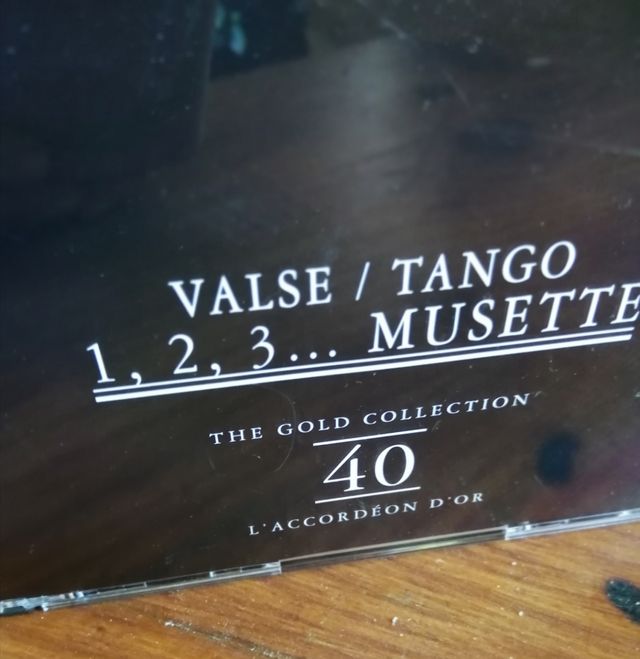 VALSE / TANGO
1, 2, 3... MUSETTE
THE GOLD COLLECTION
40
L'ACCORDÉON D'OR